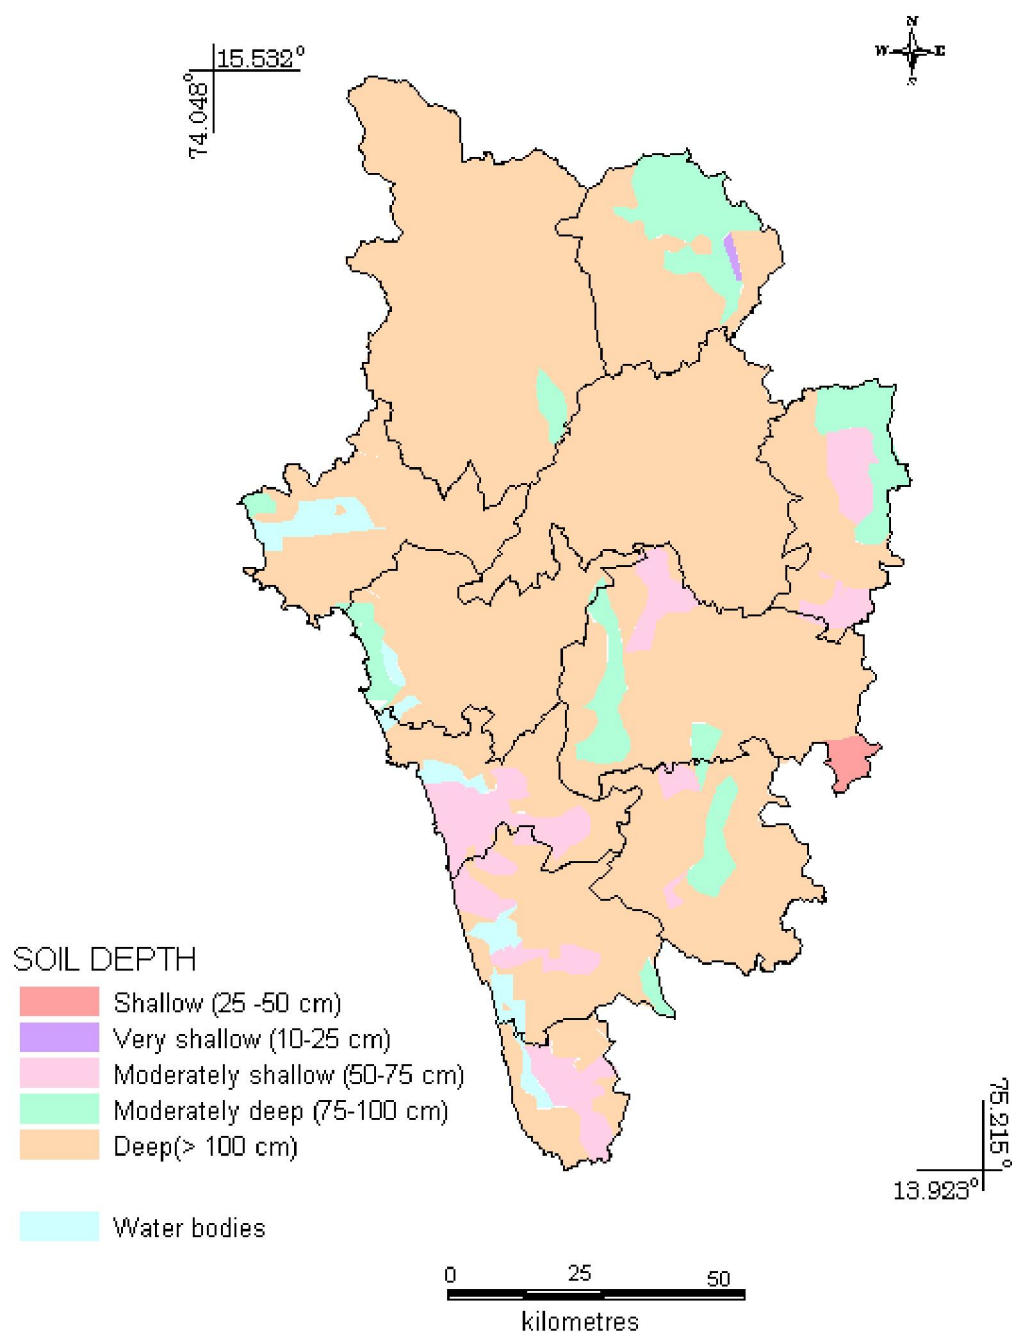 N
W E
s
15.532°
74.048°
SOIL DEPTH
Shallow (25 -50 cm)
Very shallow (10-25 cm)
Moderately shallow (50-75 cm)
Moderately deep (75-100 cm)
Deep(> 100 cm)
Water bodies
75.215°
13.923°
0 25 50
kilometres